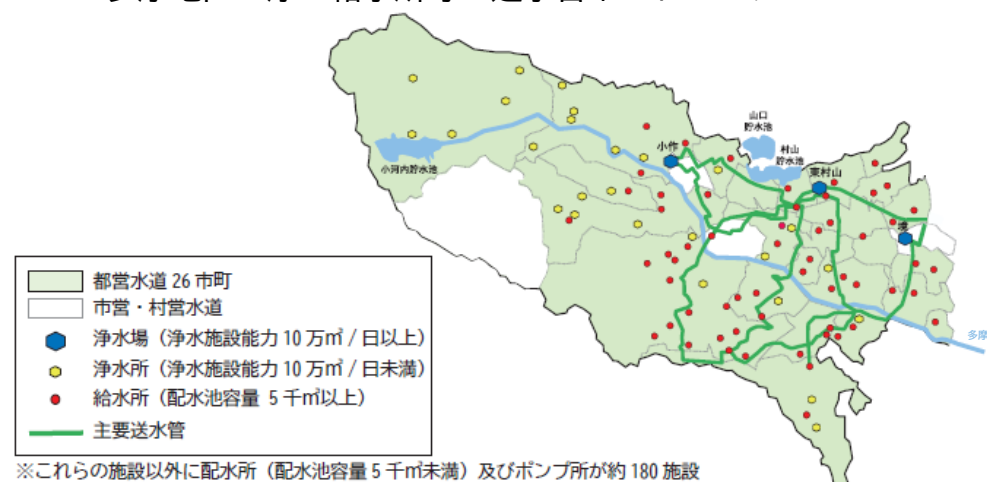 山口
貯水池
小作
村山
貯水池
東村山
小河内貯水池
境
都営水道 26 市町
市営・村営水道
浄水場（浄水施設能力 10 万㎥ / 日以上）
浄水所（浄水施設能力 10 万㎥ / 日未満）
給水所（配水池容量 5 千㎥以上）
主要送水管
多摩
※これらの施設以外に配水所（配水池容量 5 千㎥未満）及びポンプ所が約 180 施設